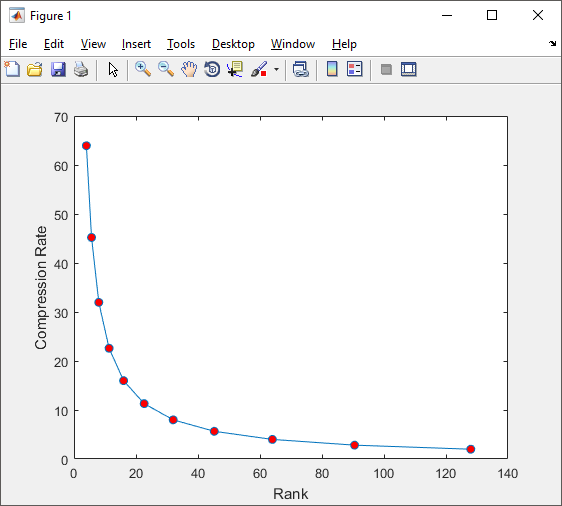 Figure 1
File Edit View Insert Tools Desktop Window Help
70
60
50
40
30
20
10
0
Compression Rate
0 20 40 60 80 100 120 140
Rank